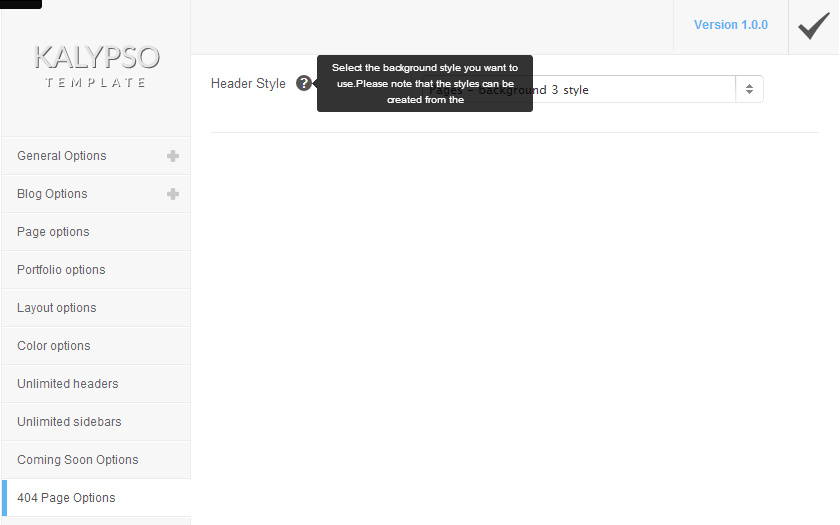 KALYPSO
TEMPLATE
Version 1.0.0
General Options
Blog Options
Page options
Portfolio options
Layout options
Color options
Unlimited headers
Unlimited sidebars
Coming Soon Options
404 Page Options
Header Style
?
Select the background style you want to
use.Please note that the styles can be
created from the
Pages - background 3 style